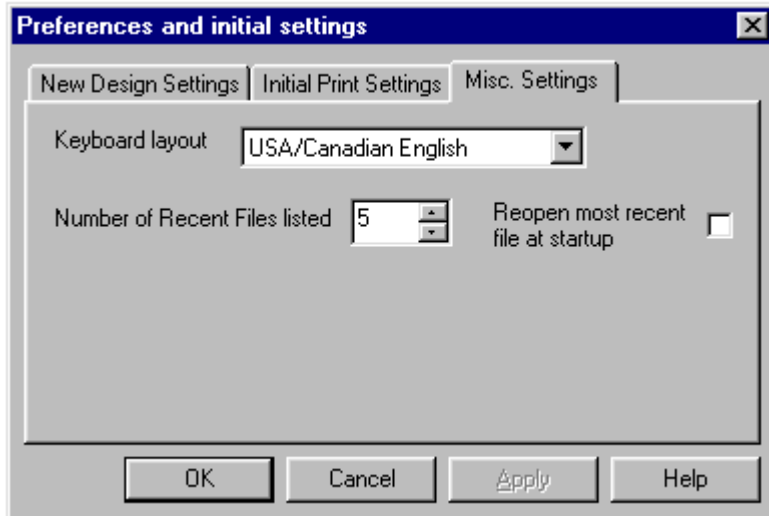 Preferences and initial settings
New Design Settings
Initial Print Settings
Misc. Settings
Keyboard layout
USA/Canadian English
Number of Recent Files listed
5
Reopen most recent
file at startup
OK
Cancel
Apply
Help